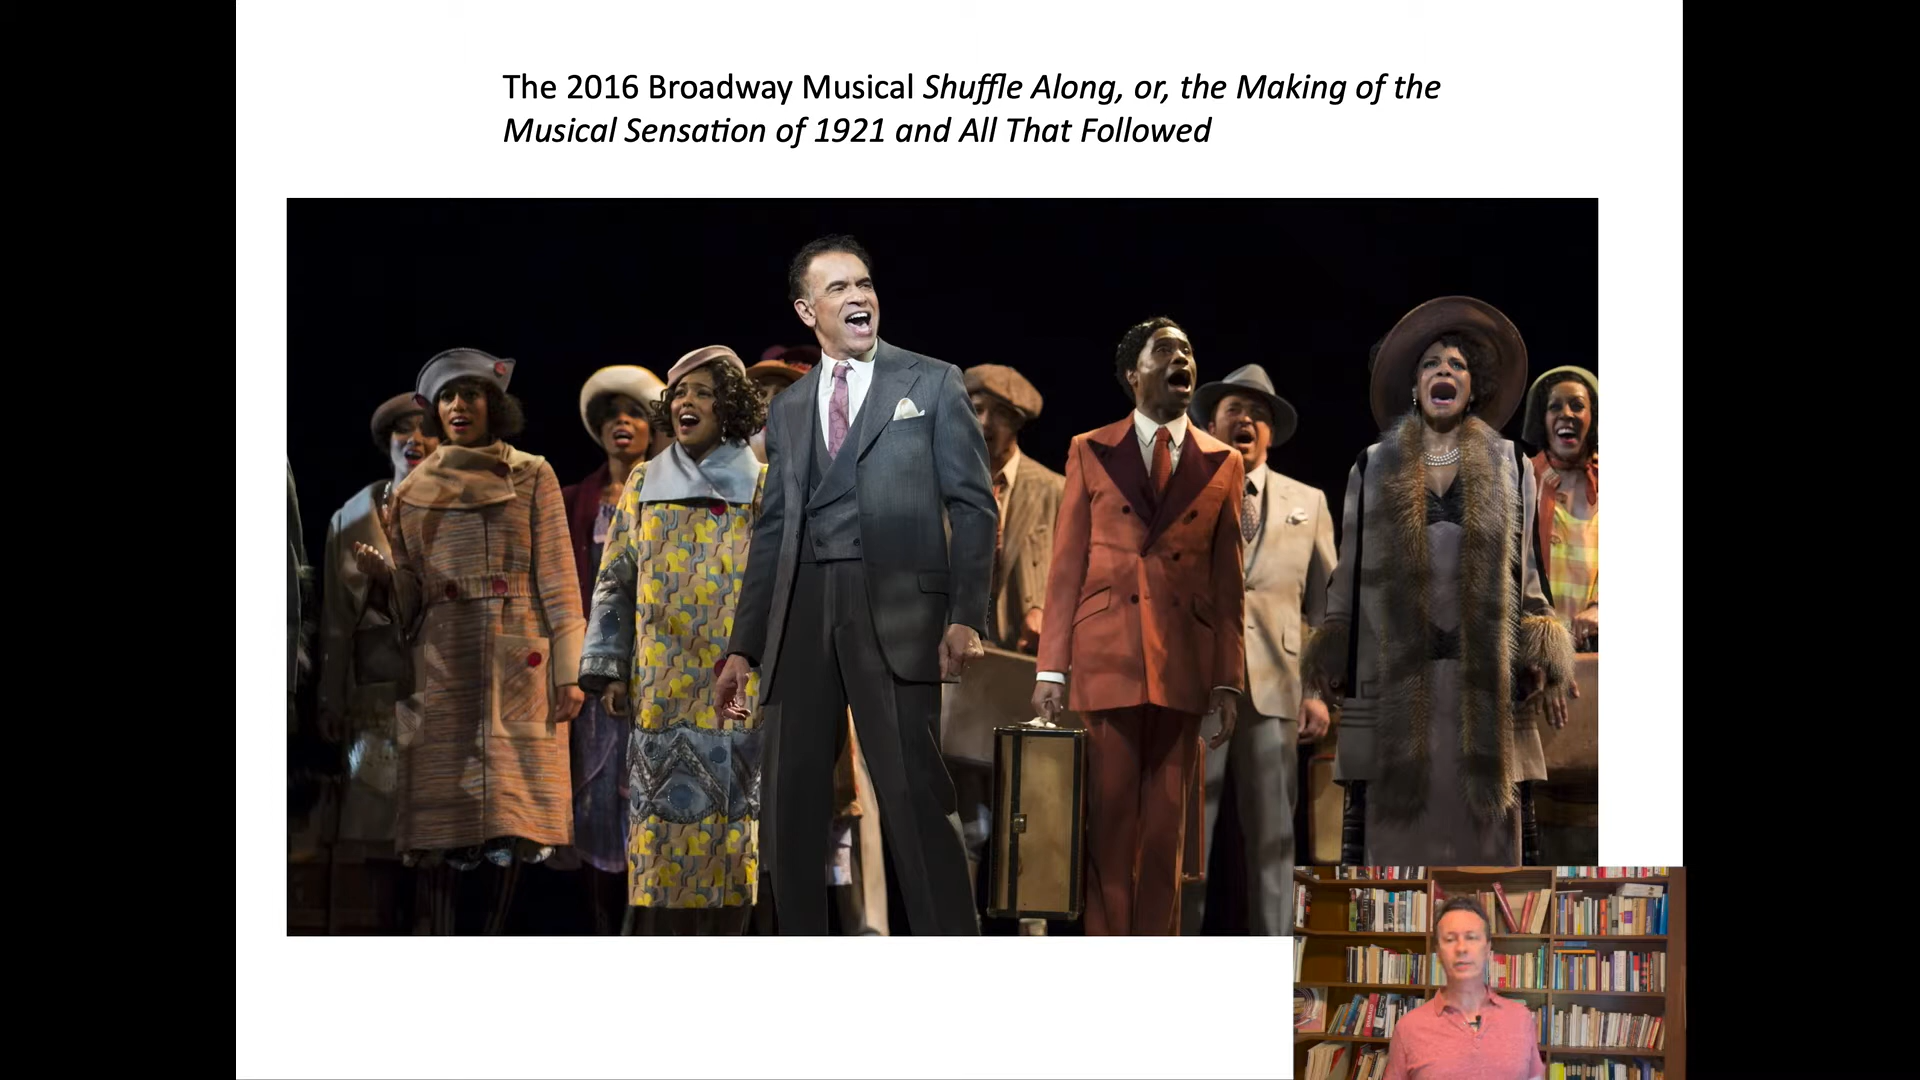 The 2016 Broadway Musical Shuffle Along, or, the Making of the
Musical Sensation of 1921 and All That Followed